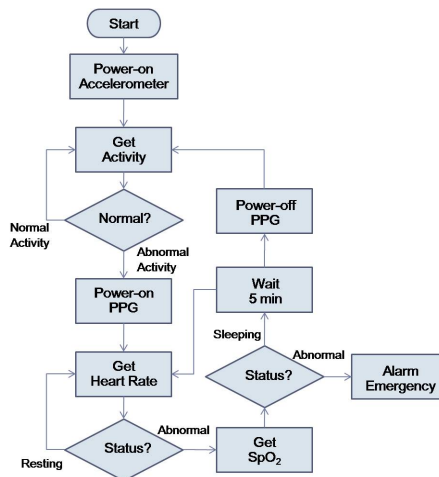 Start
Power-on
Accelerometer
Get
Activity
Normal?
Normal
Activity
Abnormal
Activity
Power-on
PPG
Get
Heart Rate
Status?
Resting
Abnormal
Get
SpO₂
Status?
Sleeping
Abnormal
Alarm
Emergency
Wait
5 min
Power-off
PPG